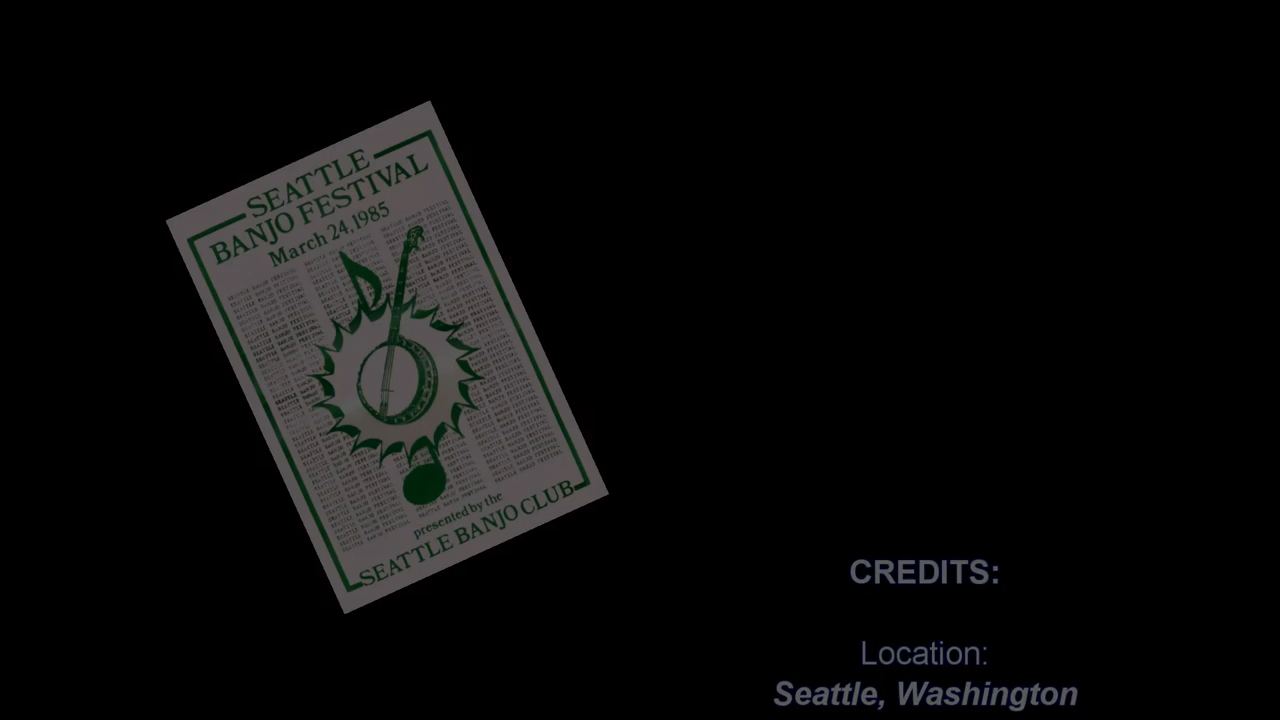 SEATTLE
BANJO FESTIVAL
March 24, 1985
presented by the
SEATTLE BANJO CLUB
CREDITS:
Location:
Seattle, Washington